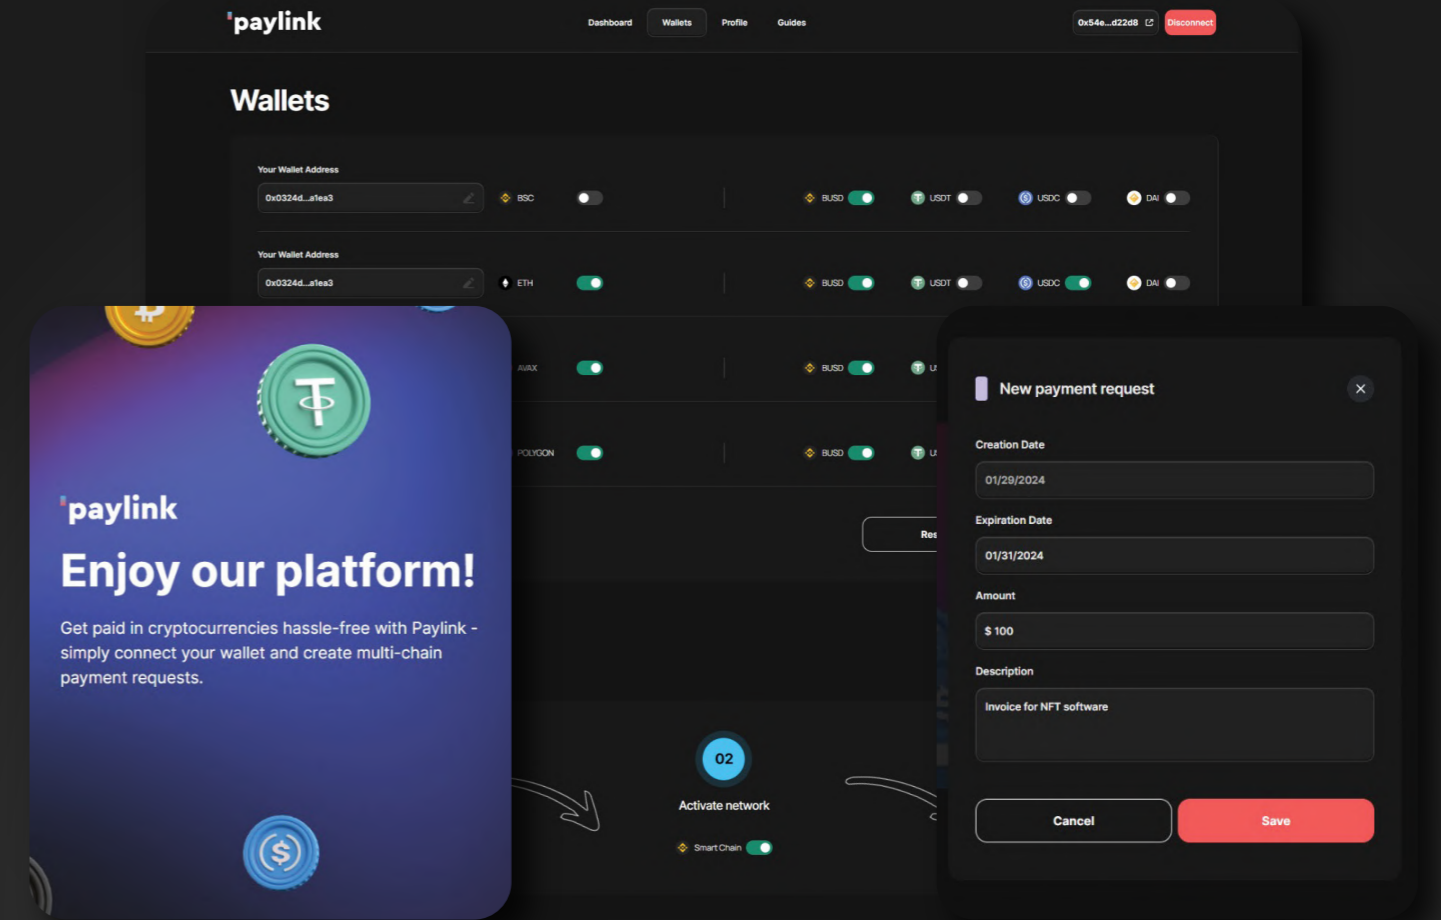 paylink
Dashboard Wallets Profile Guides
0x54e...d22d8 Disconnect
Wallets
Your Wallet Address
0x0324d...a1ea3 BSC BUSD USDT USDC DAI
Your Wallet Address
0x0324d...a1ea3 ETH BUSD USDT USDC DAI
AVAX BUSD
POLYGON BUSD
paylink
Enjoy our platform!
Get paid in cryptocurrencies hassle-free with Paylink -
simply connect your wallet and create multi-chain
payment requests.
02
Activate network
Smart Chain
New payment request
Creation Date
01/29/2024
Expiration Date
01/31/2024
Amount
$ 100
Description
Invoice for NFT software
Cancel Save